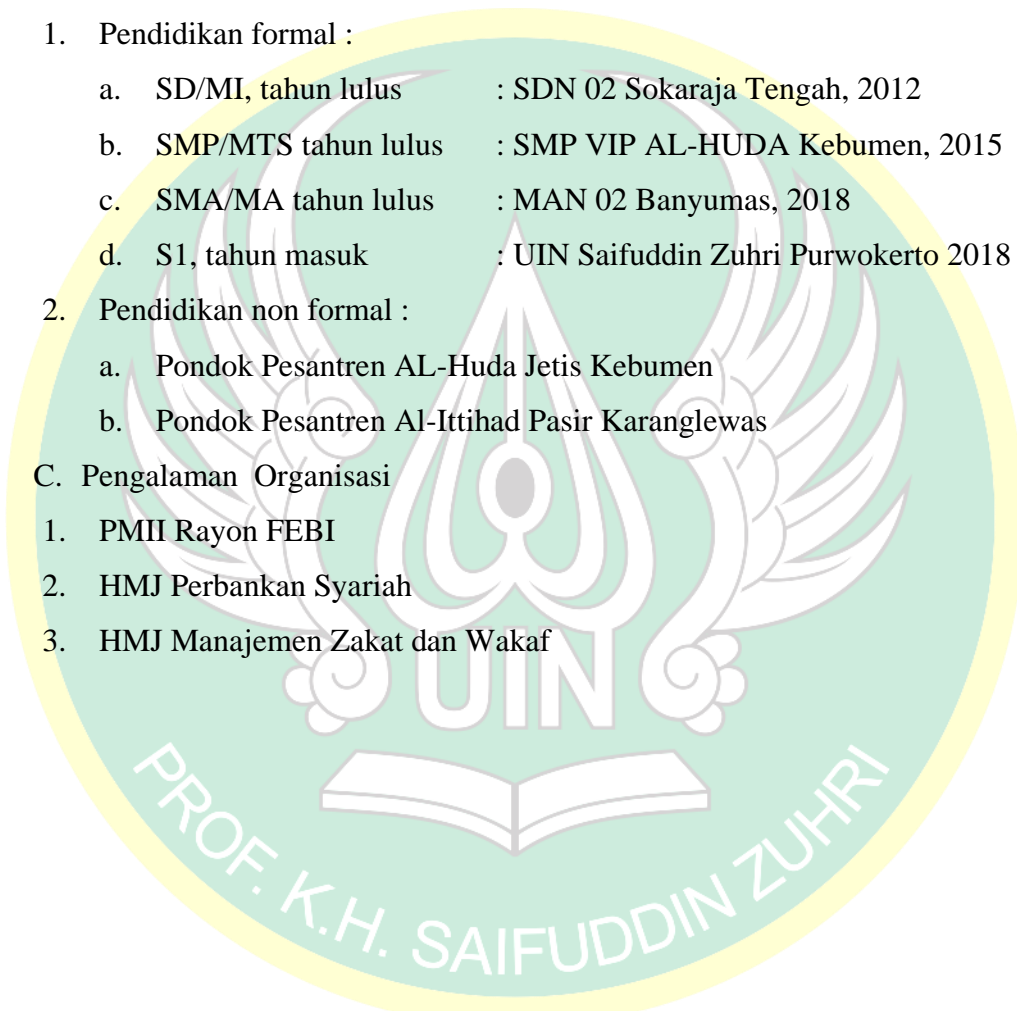 1. Pendidikan formal :
a. SD/MI, tahun lulus : SDN 02 Sokaraja Tengah, 2012
b. SMP/MTS tahun lulus : SMP VIP AL-HUDA Kebumen, 2015
c. SMA/MA tahun lulus : MAN 02 Banyumas, 2018
d. S1, tahun masuk : UIN Saifuddin Zuhri Purwokerto 2018
2. Pendidikan non formal :
a. Pondok Pesantren AL-Huda Jetis Kebumen
b. Pondok Pesantren Al-Ittihad Pasir Karanglewas
C. Pengalaman Organisasi
1. PMII Rayon FEBI
2. HMJ Perbankan Syariah
3. HMJ Manajemen Zakat dan Wakaf
UIN
PROF. K.H. SAIFUDDIN ZUHRI